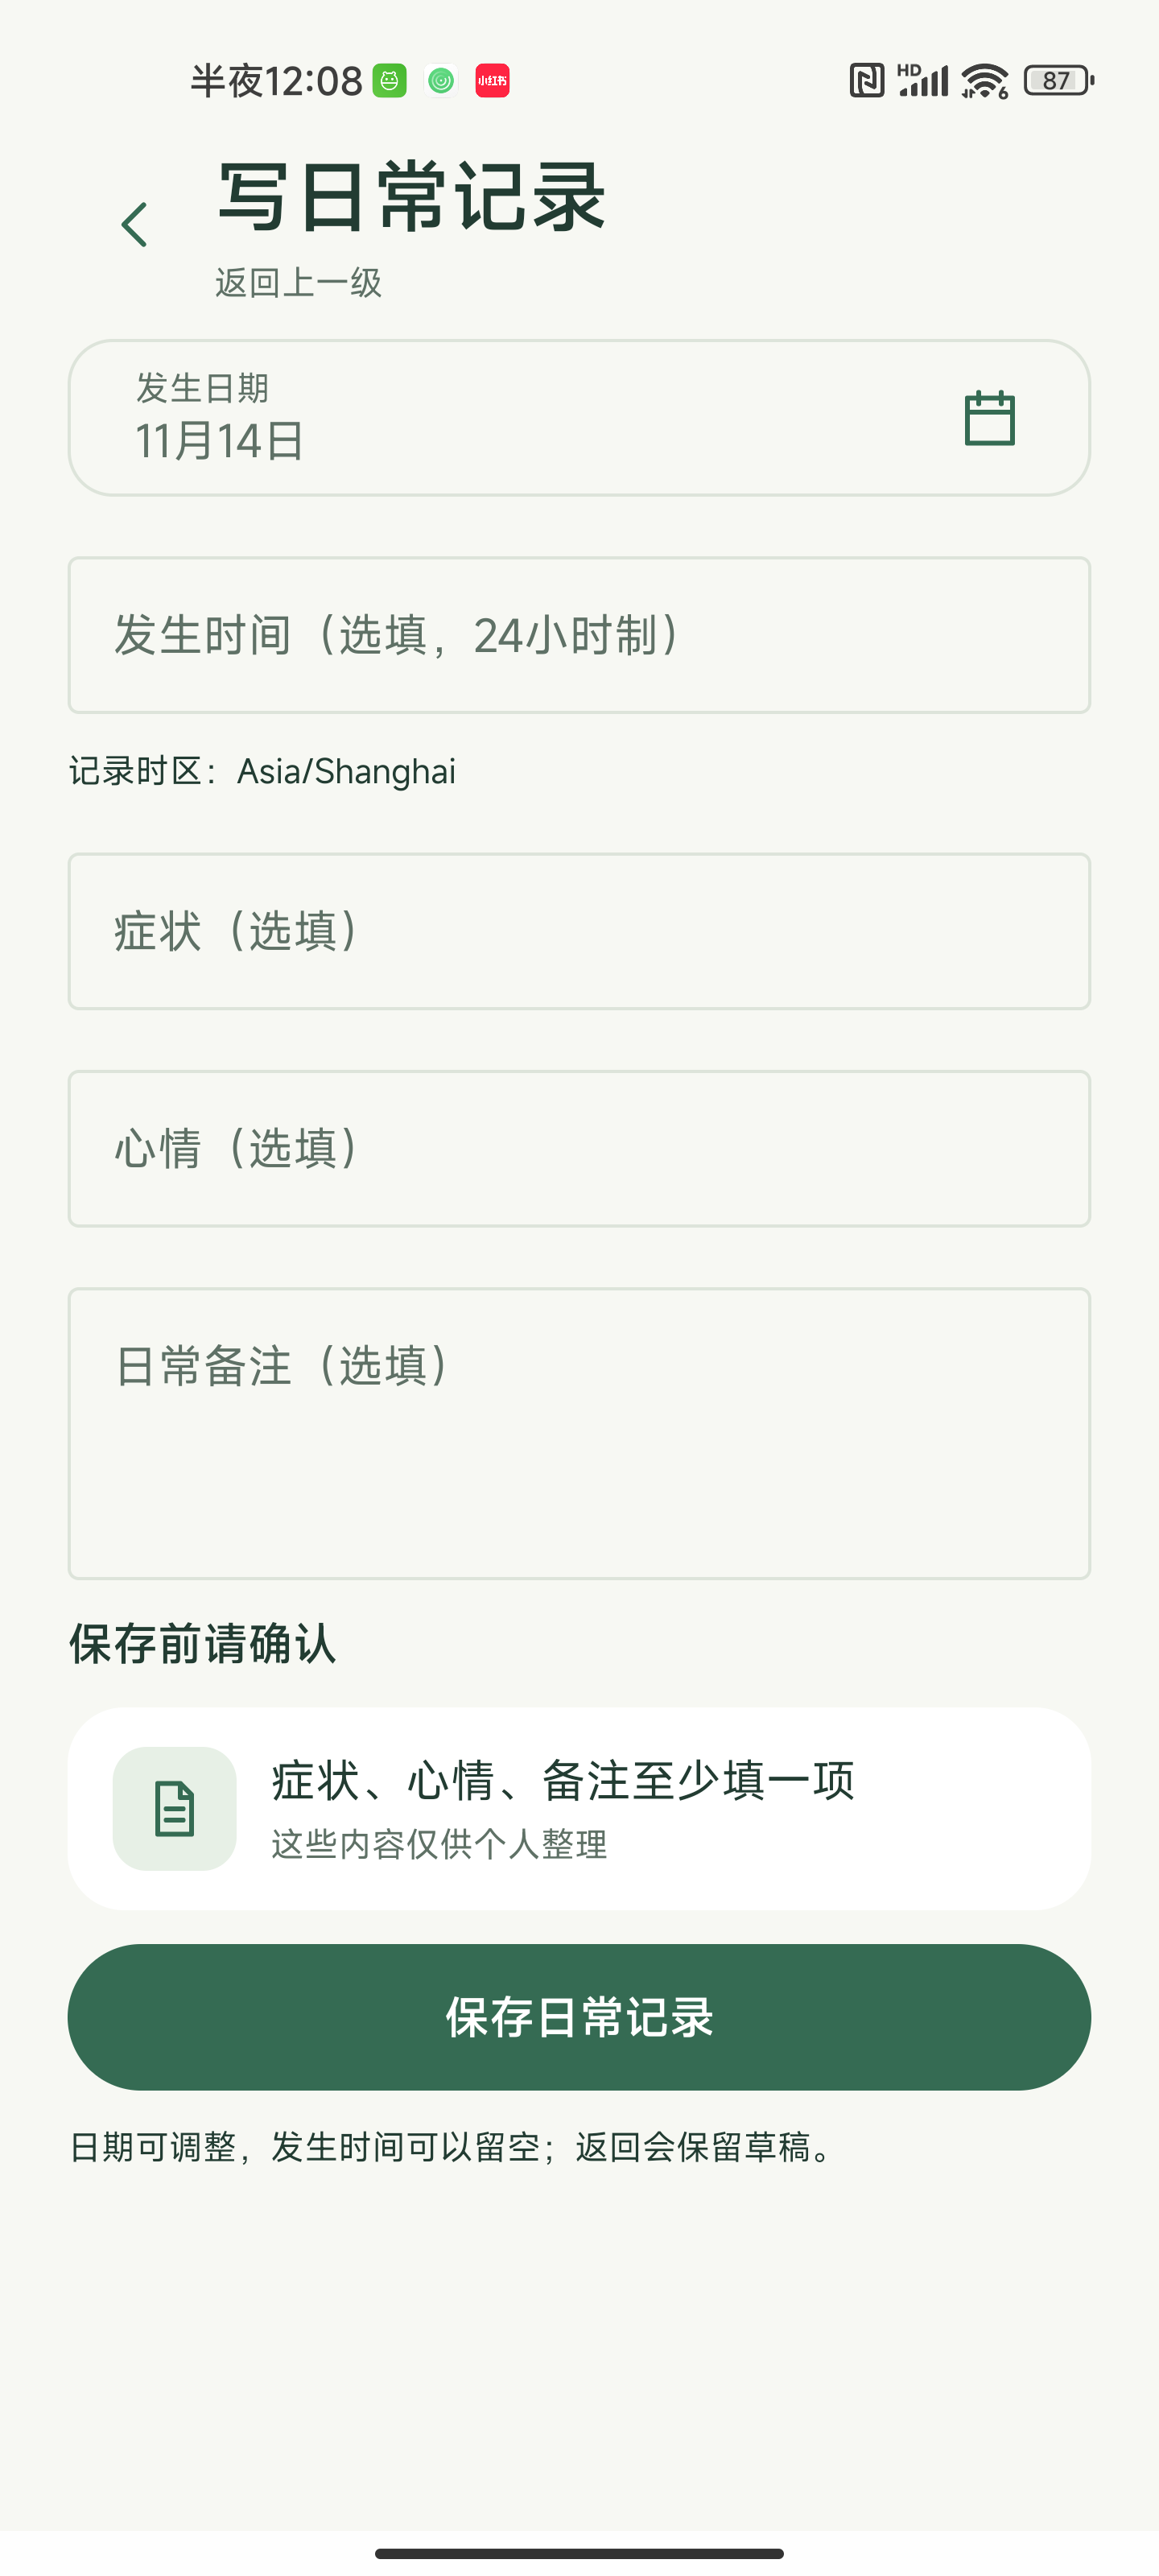 半夜12:08
小红书
HD
6
87
写日常记录
返回上一级
发生日期
11月14日
发生时间（选填，24小时制）
记录时区：Asia/Shanghai
症状（选填）
心情（选填）
日常备注（选填）
保存前请确认
症状、心情、备注至少填一项
这些内容仅供个人整理
保存日常记录
日期可调整，发生时间可以留空；返回会保留草稿。